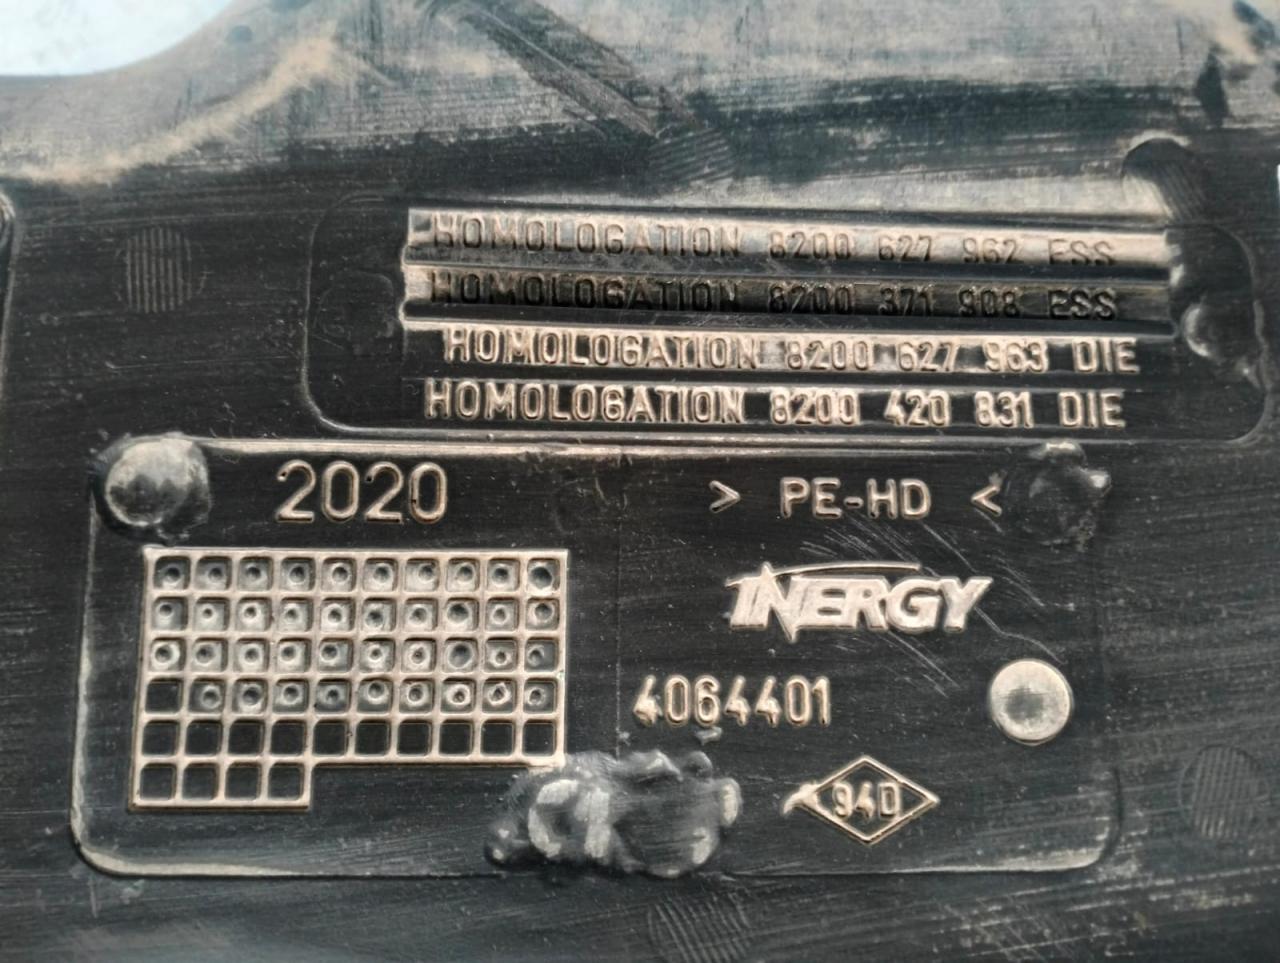 HOMOLOGATION 8200 627 962 ESS
HOMOLOGATION 8200 371 908 ESS
HOMOLOGATION 8200 627 963 DIE
HOMOLOGATION 8200 420 831 DIE
2020
> PE-HD <
INERGY
4064401
94D